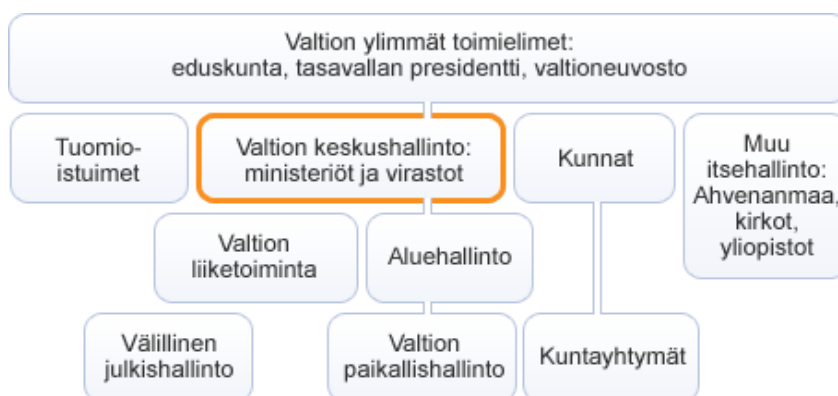 Valtion ylimmät toimielimet:
eduskunta, tasavallan presidentti, valtioneuvosto
Tuomio-
istuimet
Valtion keskushallinto:
ministeriöt ja virastot
Kunnat
Muu
itsehallinto:
Ahvenanmaa,
kirkot,
yliopistot
Valtion
liiketoiminta
Aluehallinto
Välillinen
julkishallinto
Valtion
paikallishallinto
Kuntayhtymät